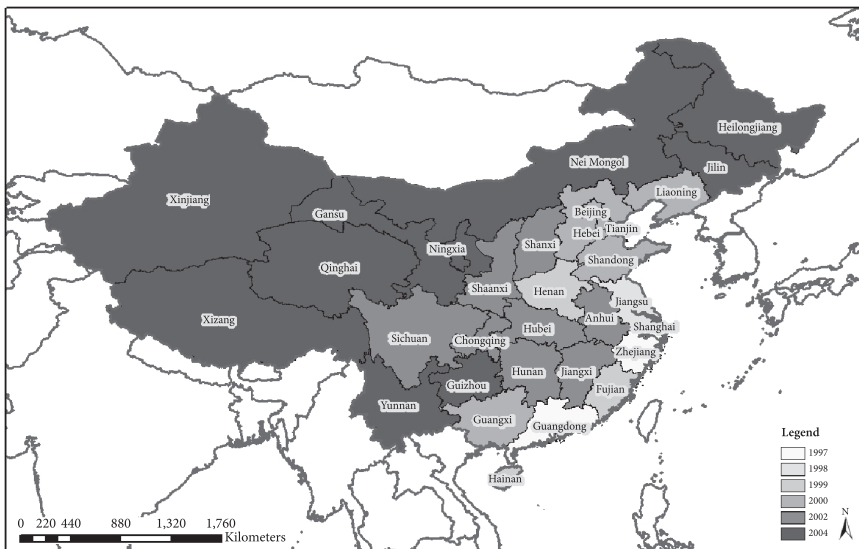 Heilongjiang
Nei Mongol
Jilin
Xinjiang
Liaoning
Gansu
Beijing
Tianjin
Hebei
Ningxia
Shanxi
Qinghai
Shandong
Shaanxi
Henan
Jiangsu
Xizang
Anhui
Shanghai
Hubei
Sichuan
Chongqing
Zhejiang
Hunan
Jiangxi
Guizhou
Fujian
Yunnan
Guangxi
Guangdong
Hainan
Legend
1997
1998
1999
2000
2002
2004
N
0 220 440 880 1,320 1,760
Kilometers